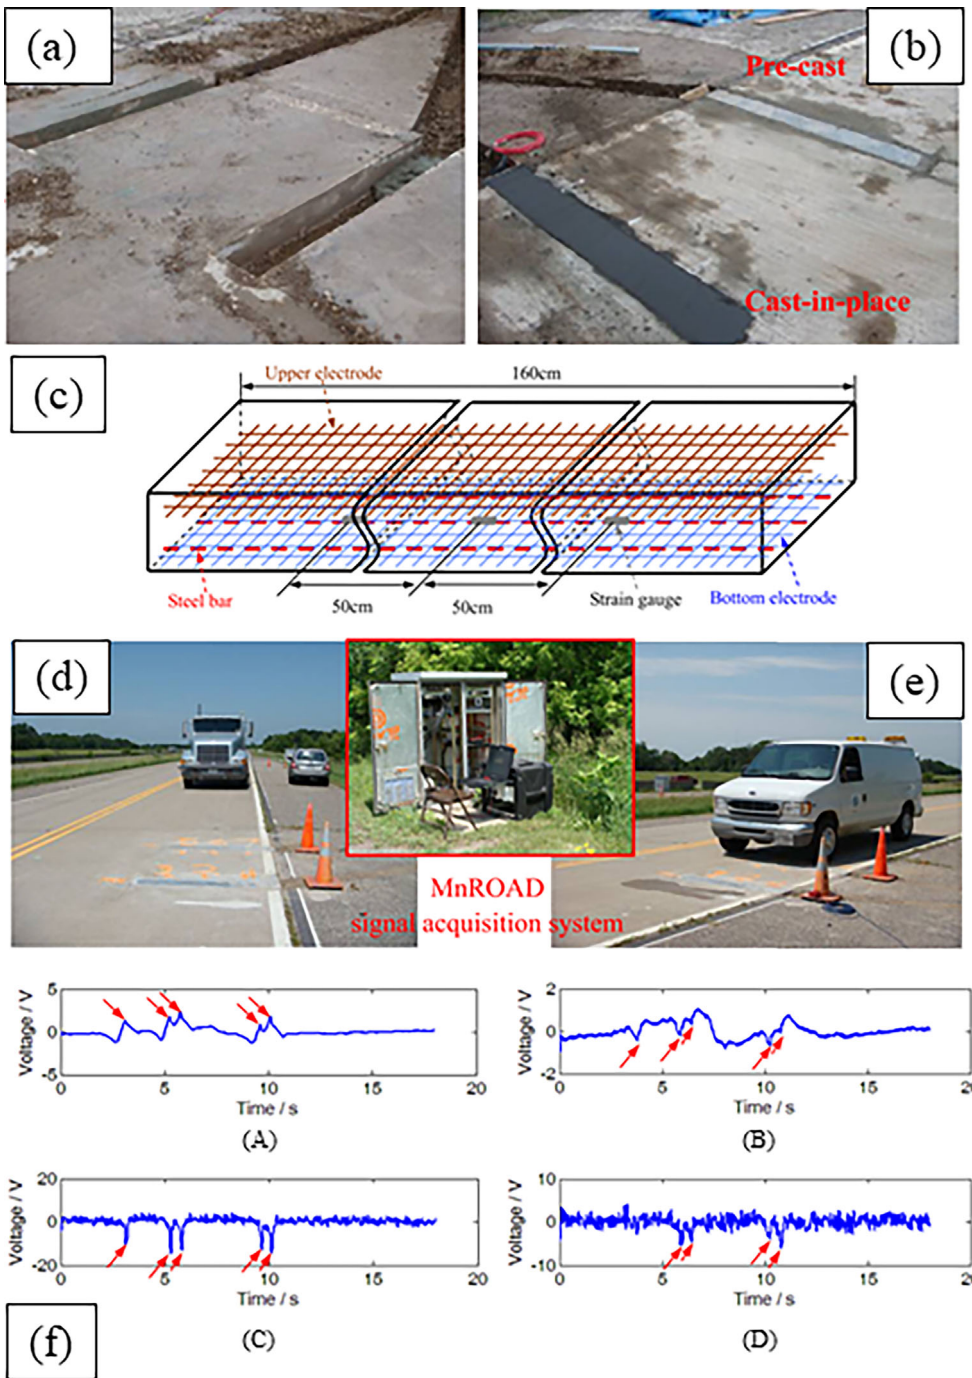 (a)
(b)
Pre-cast
Cast-in-place
(c)
Upper electrode
160cm
Steel bar
50cm
50cm
Strain gauge
Bottom electrode
(d)
(e)
MnROAD
signal acquisition system
Voltage / V
5
0
-5
0
5
10
15
20
Time / s
(A)
Voltage / V
2
0
-2
0
5
10
15
20
Time / s
(B)
Voltage / V
20
0
-20
0
5
10
15
20
Time / s
(C)
Voltage / V
10
0
-10
0
5
10
15
20
Time / s
(D)
(f)